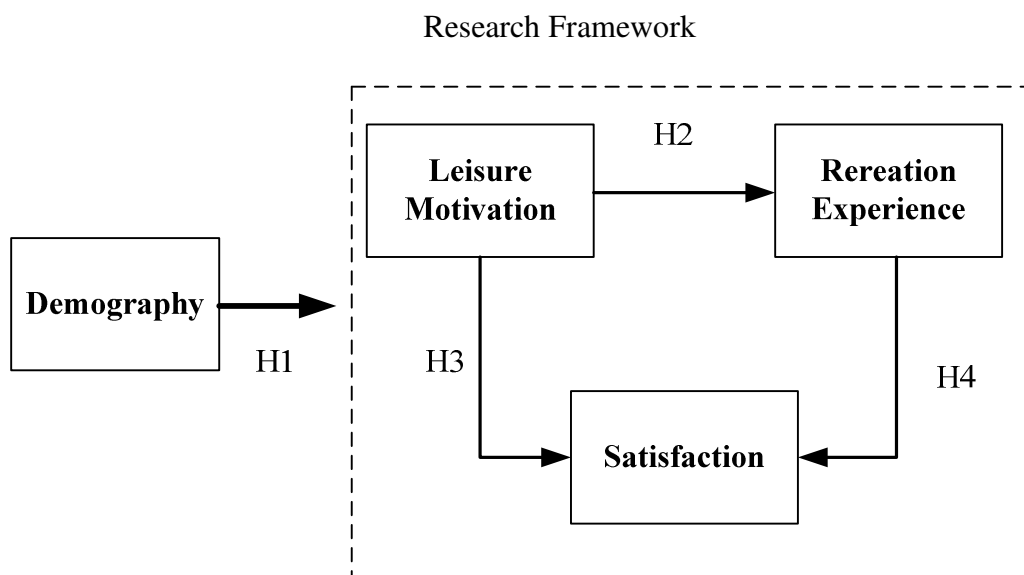 Research Framework
H2
Leisure
Motivation
Rereation
Experience
Demography
H1
H3
H4
Satisfaction